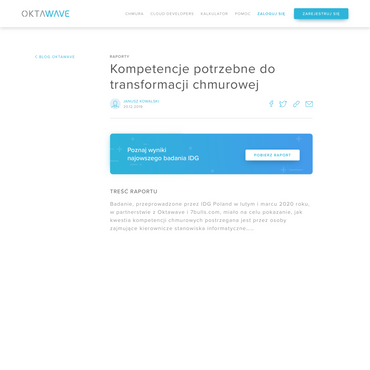 OKTAWAVE
CHMURA CLOUD DEVELOPERS KALKULATOR POMOC ZALOGUJ SIĘ ZAREJESTRUJ SIĘ
< BLOG OKTAWAVE
RAPORTY
Kompetencje potrzebne do
transformacji chmurowej
JANUSZ KOWALSKI
Poznaj wyniki
najnowszego badania IDG
POBIERZ RAPORT
TREŚĆ RAPORTU
Badanie, przeprowadzone przez IDG Poland w lutym i marcu 2020 roku,
w partnerstwie z Oktawave i 7bulls.com, miało na celu pokazanie, jak
kwestia kompetencji chmurowych postrzegana jest przez osoby
zajmujące kierownicze stanowiska informatyczne....